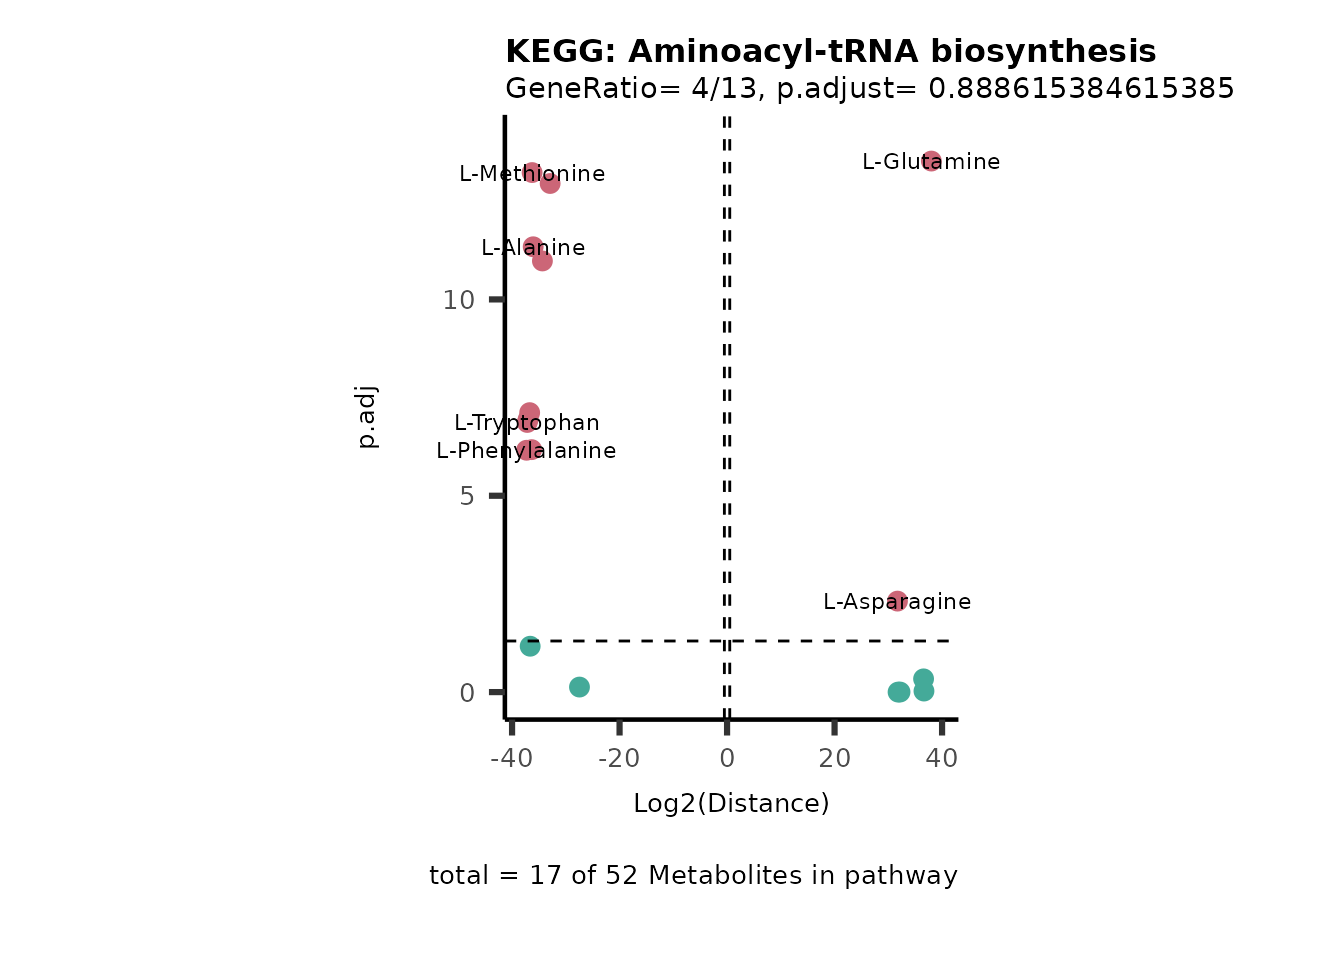 KEGG: Aminoacyl-tRNA biosynthesis
GeneRatio= 4/13, p.adjust= 0.888615384615385
L-Methionine
L-Glutamine
L-Alanine
10
p.adj
L-Tryptophan
L-Phenylalanine
5
L-Asparagine
0
-40 -20 0 20 40
Log2(Distance)
total = 17 of 52 Metabolites in pathway